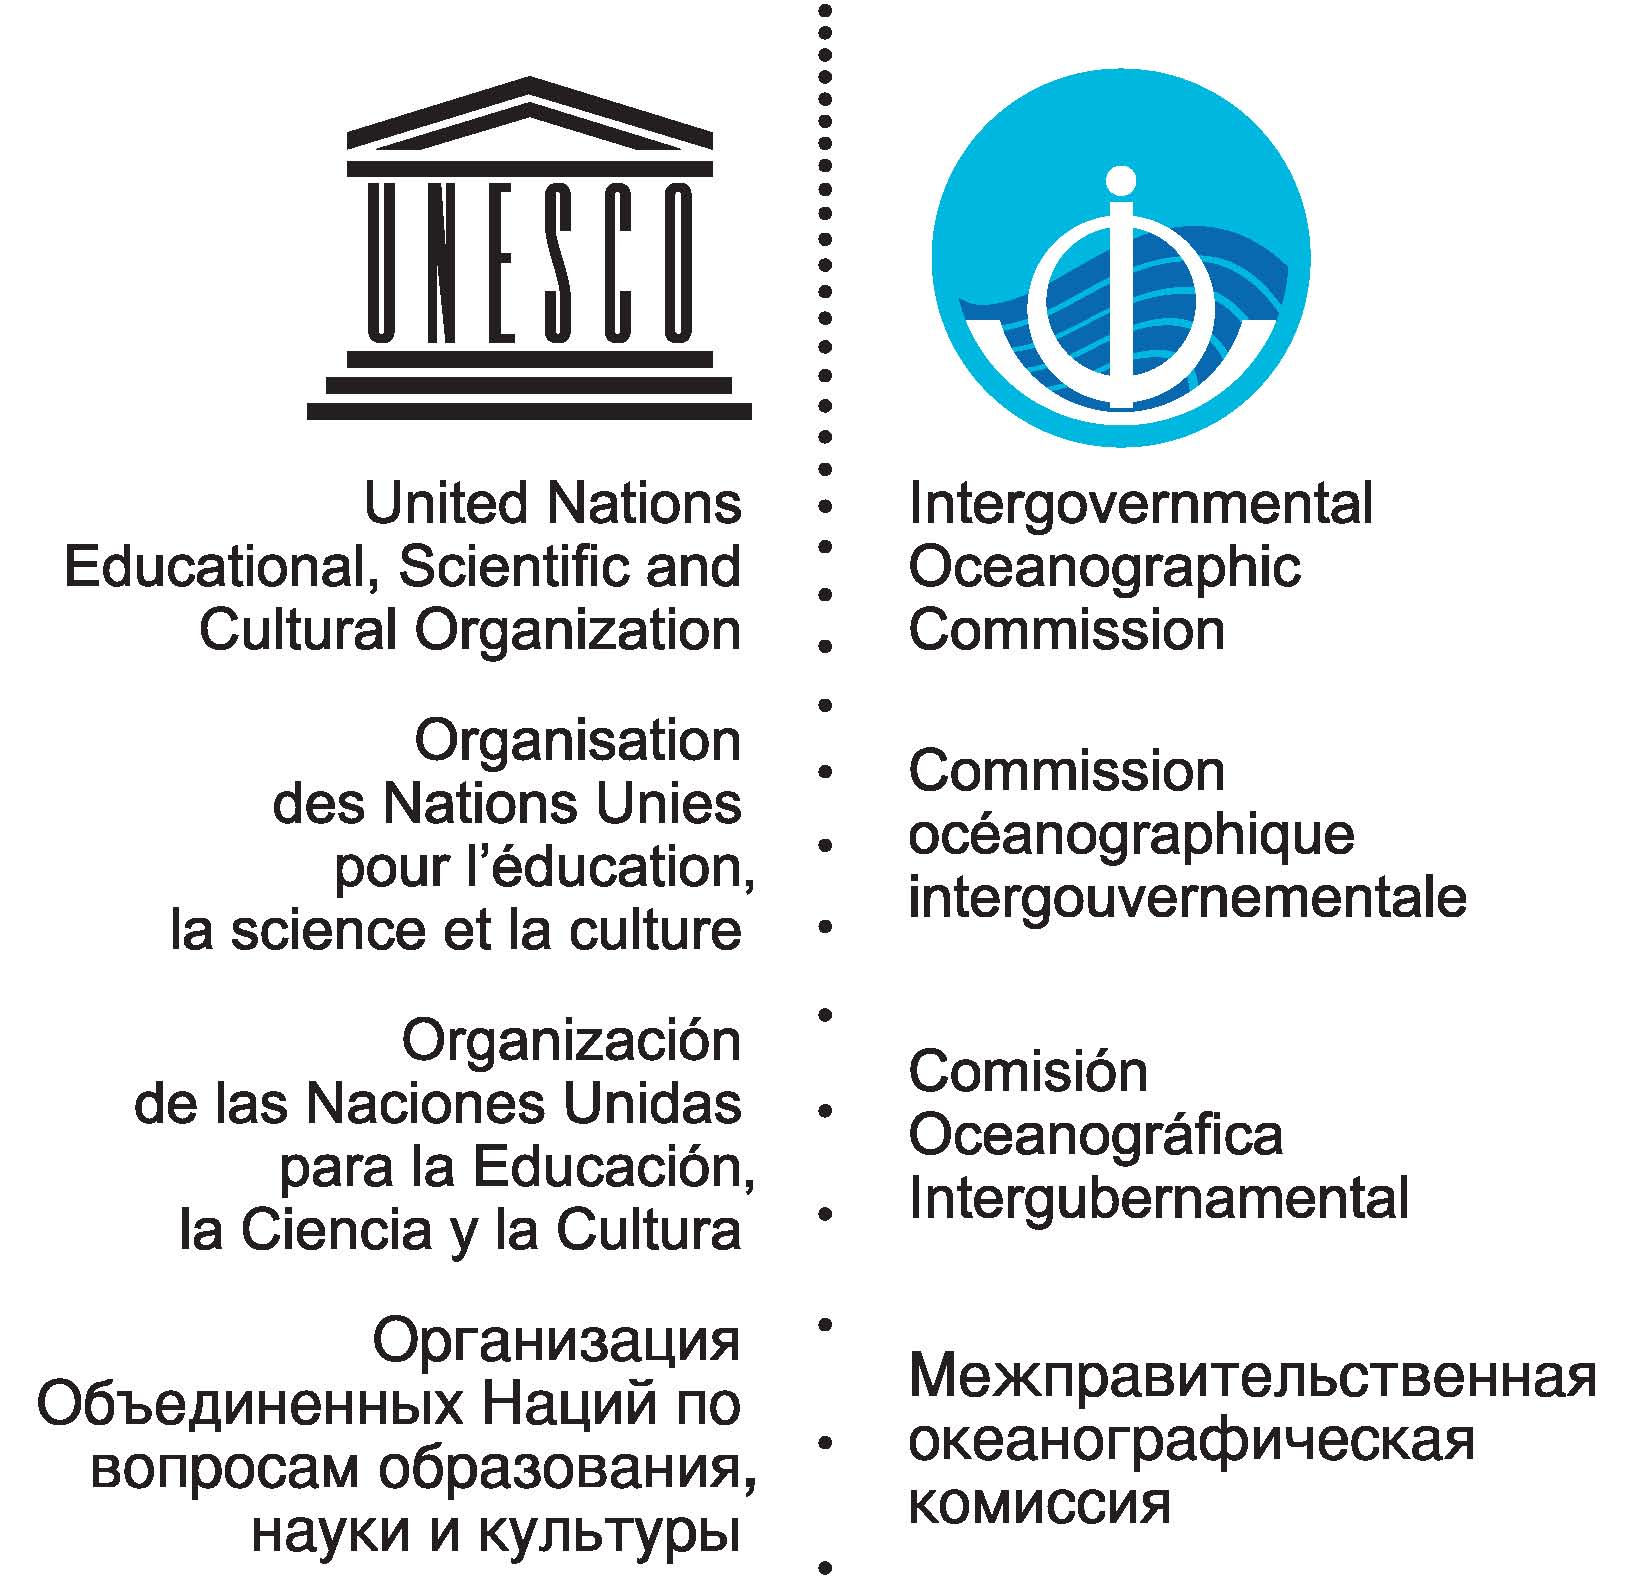 UNESCO
United Nations
Educational, Scientific and
Cultural Organization
Organisation
des Nations Unies
pour l’éducation,
la science et la culture
Organización
de las Naciones Unidas
para la Educación,
la Ciencia y la Cultura
Организация
Объединенных Наций по
вопросам образования,
науки и культуры
Intergovernmental
Oceanographic
Commission
Commission
océanographique
intergouvernementale
Comisión
Oceanográfica
Intergubernamental
Межправительственная
океанографическая
комиссия